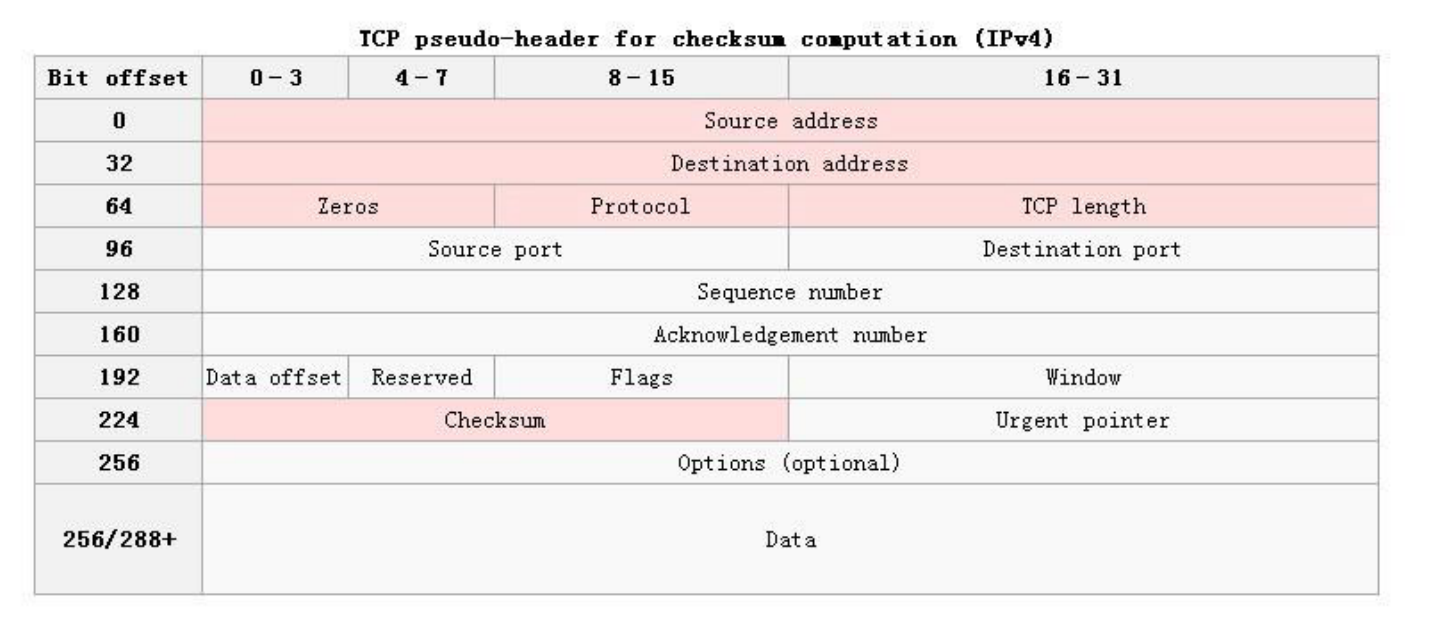 TCP pseudo-header for checksum computation (IPv4)
Bit offset 0-3 4-7 8-15 16-31
0 Source address
32 Destination address
64 Zeros Protocol TCP length
96 Source port Destination port
128 Sequence number
160 Acknowledgement number
192 Data offset Reserved Flags Window
224 Checksum Urgent pointer
256 Options (optional)
256/288+ Data